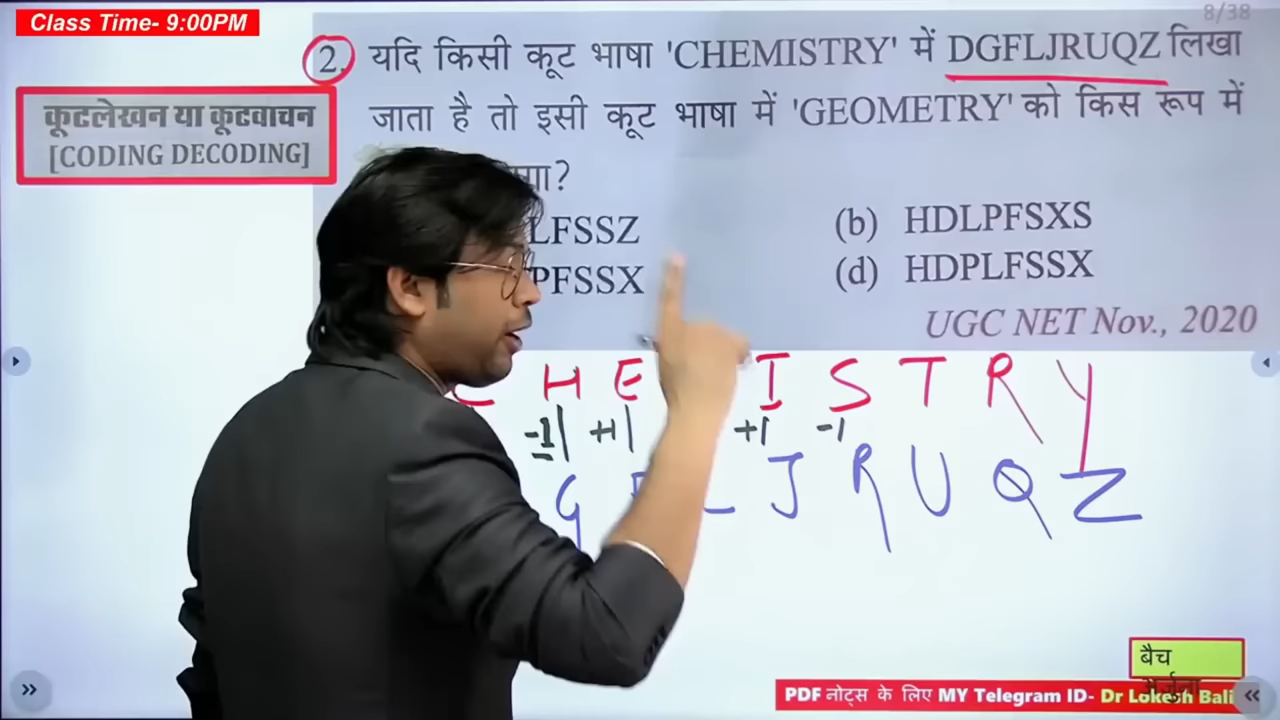 Class Time- 9:00PM
8/38
2. यदि किसी कूट भाषा 'CHEMISTRY' में DGFLJRUQZ लिखा
जाता है तो इसी कूट भाषा में 'GEOMETRY' को किस रूप में
कूटलेखन या कूटवाचन
[CODING DECODING]
LFSSZ (b) HDLPFSXS
PFSSX (d) HDPLFSSX
UGC NET Nov., 2020
H E I S T R Y
-1 +1 +1 -1
G L J R U Q Z
बैच
PDF नोट्स के लिए MY Telegram ID- Dr Lokesh Bali